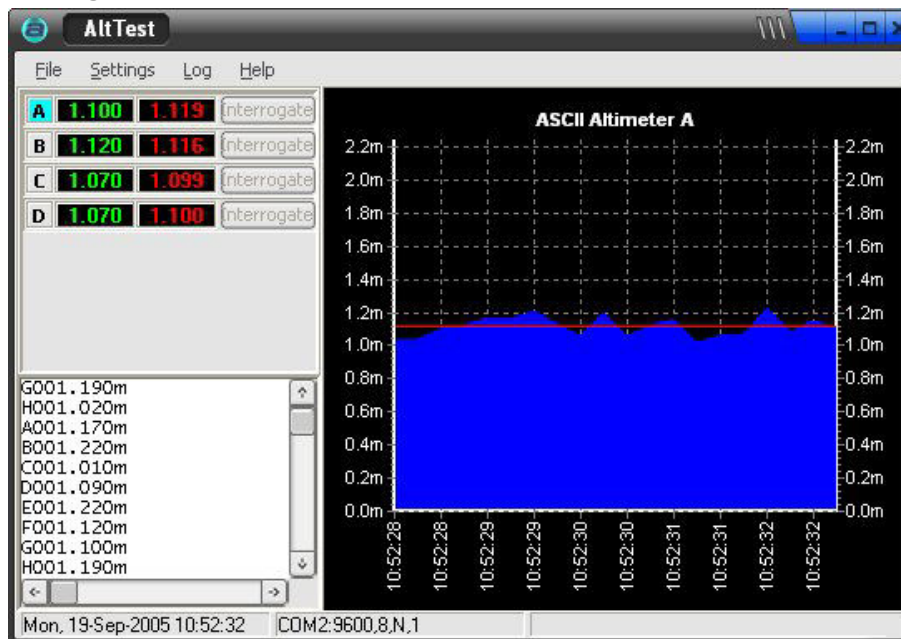 AltTest
File Settings Log Help
A 1.100 1.119 Interrogate
B 1.120 1.116 Interrogate
C 1.070 1.099 Interrogate
D 1.070 1.100 Interrogate
G001.190m
H001.020m
A001.170m
B001.220m
C001.010m
D001.090m
E001.220m
F001.120m
G001.100m
H001.190m
ASCII Altimeter A
2.2m 2.2m
2.0m 2.0m
1.8m 1.8m
1.6m 1.6m
1.4m 1.4m
1.2m 1.2m
1.0m 1.0m
0.8m 0.8m
0.6m 0.6m
0.4m 0.4m
0.2m 0.2m
0.0m 0.0m
10:52:28 10:52:28 10:52:29 10:52:29 10:52:30 10:52:30 10:52:31 10:52:31 10:52:32 10:52:32
Mon, 19-Sep-2005 10:52:32 COM2:9600,8,N,1